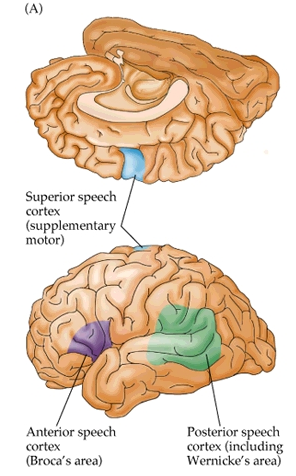 (A)
Superior speech
cortex
(supplementary
motor)
Anterior speech
cortex
(Broca's area)
Posterior speech
cortex (including
Wernicke's area)